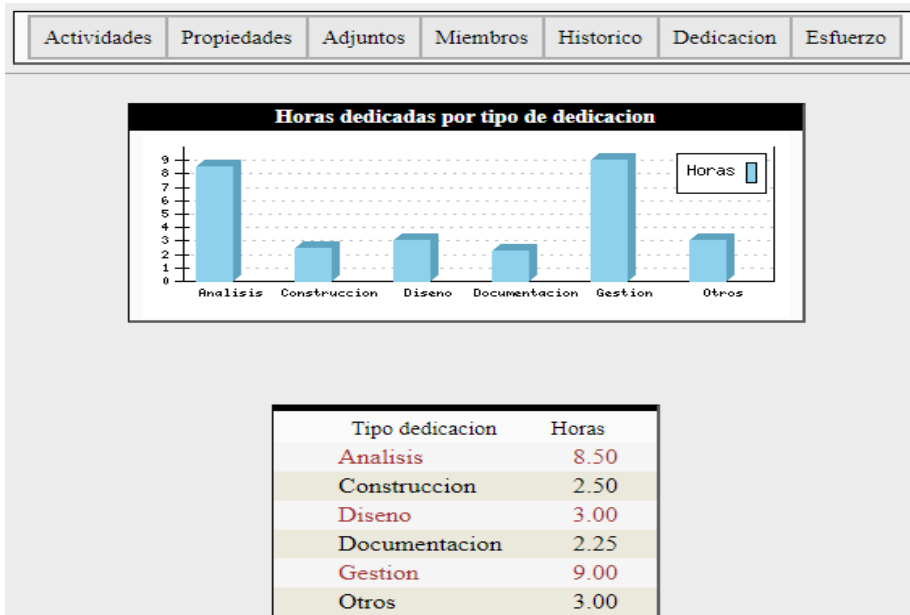 Actividades Propiedades Adjuntos Miembros Historico Dedicacion Esfuerzo
Horas dedicadas por tipo de dedicacion
9
8
7
6
5
4
3
2
1
0
Horas
Analisis Construccion Diseno Documentacion Gestion Otros
Tipo dedicacion Horas
Analisis 8.50
Construccion 2.50
Diseno 3.00
Documentacion 2.25
Gestion 9.00
Otros 3.00